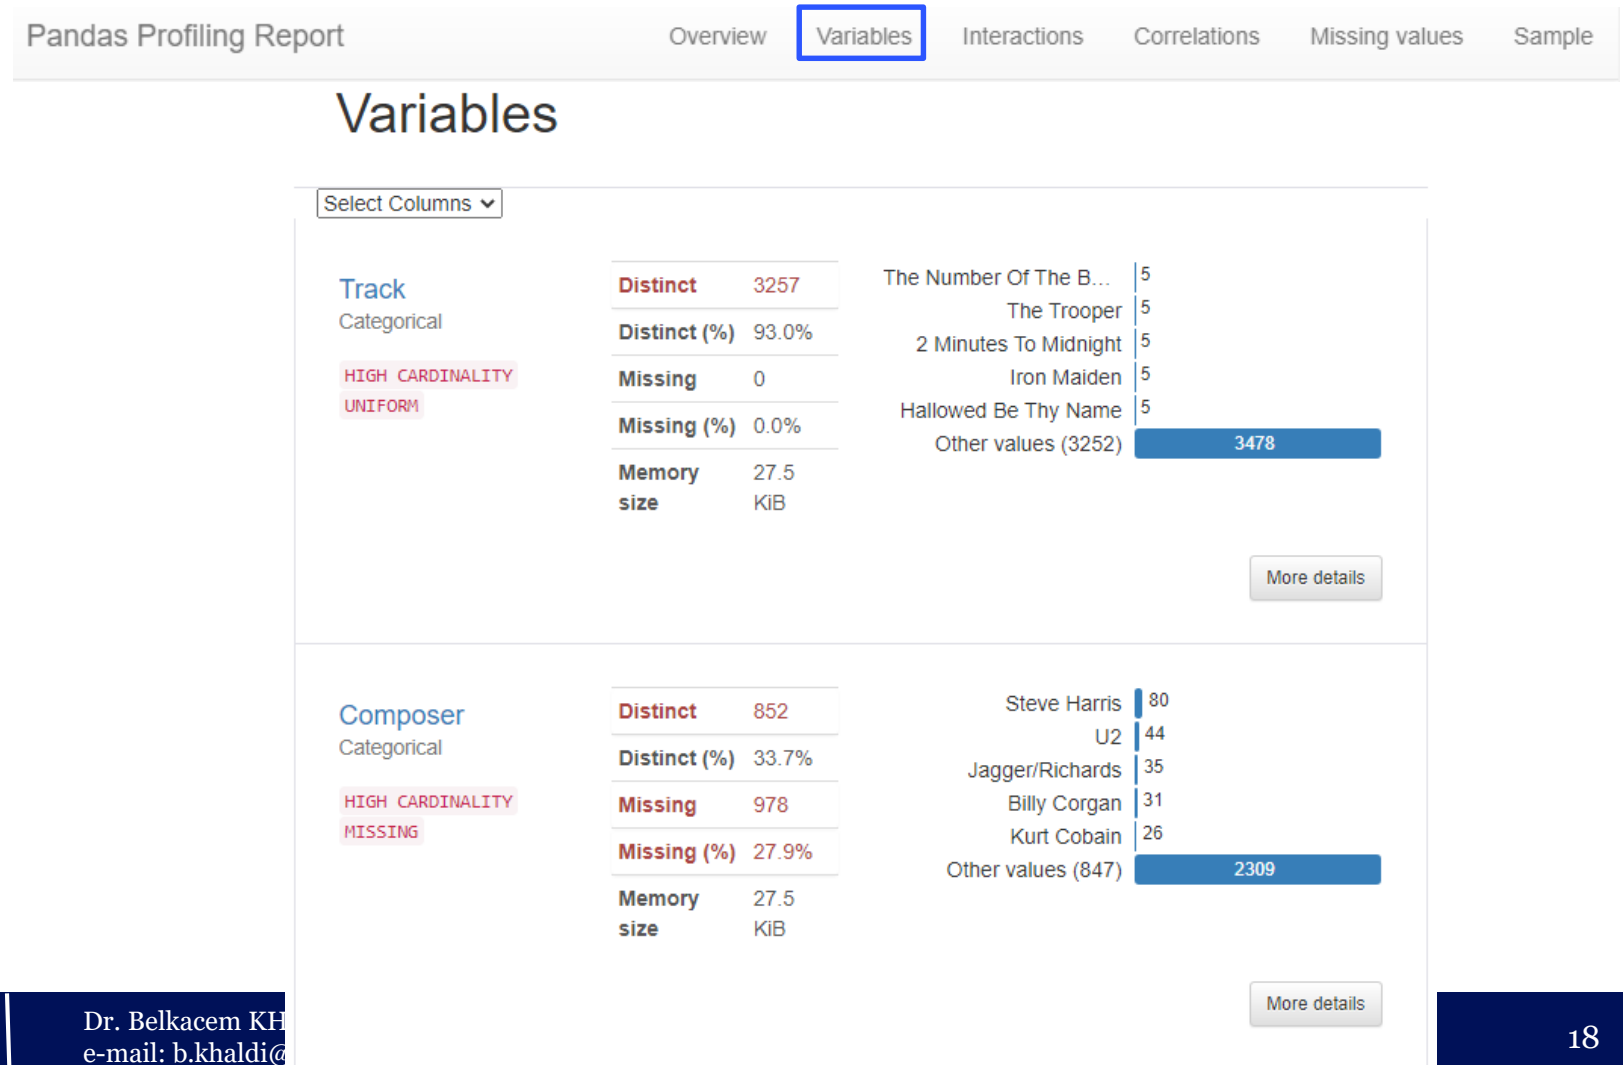 Pandas Profiling Report
Overview
Variables
Interactions
Correlations
Missing values
Sample
Variables
Select Columns
Track
Categorical
HIGH CARDINALITY
UNIFORM
Distinct 3257
Distinct (%) 93.0%
Missing 0
Missing (%) 0.0%
Memory size 27.5 KiB
The Number Of The B... 5
The Trooper 5
2 Minutes To Midnight 5
Iron Maiden 5
Hallowed Be Thy Name 5
Other values (3252) 3478
More details
Composer
Categorical
HIGH CARDINALITY
MISSING
Distinct 852
Distinct (%) 33.7%
Missing 978
Missing (%) 27.9%
Memory size 27.5 KiB
Steve Harris 80
U2 44
Jagger/Richards 35
Billy Corgan 31
Kurt Cobain 26
Other values (847) 2309
More details
Dr. Belkacem KH
e-mail: b.khaldi@
18